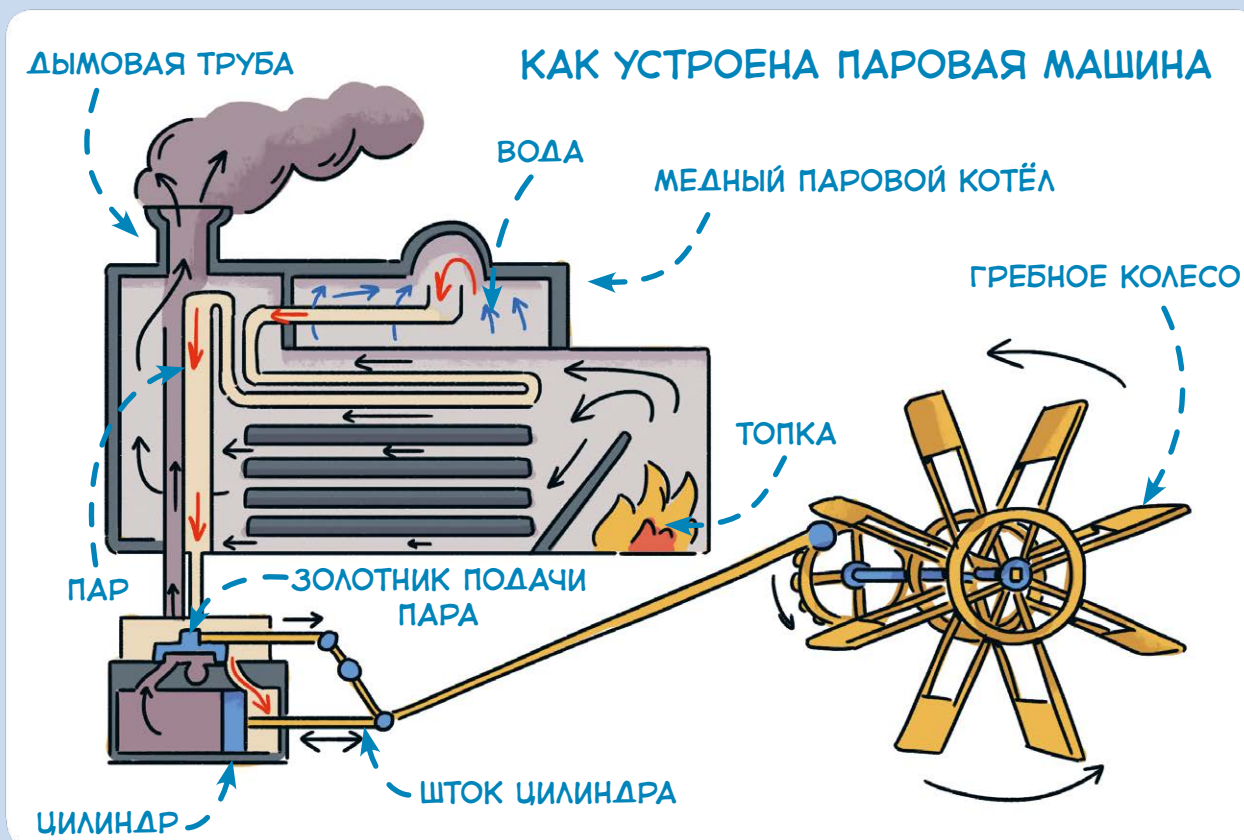 ДЫМОВАЯ ТРУБА
КАК УСТРОЕНА ПАРОВАЯ МАШИНА
ВОДА
МЕДНЫЙ ПАРОВОЙ КОТЁЛ
ГРЕБНОЕ КОЛЕСО
ТОПКА
ПАР
ЗОЛОТНИК ПОДАЧИ
ПАРА
ШТОК ЦИЛИНДРА
ЦИЛИНДР